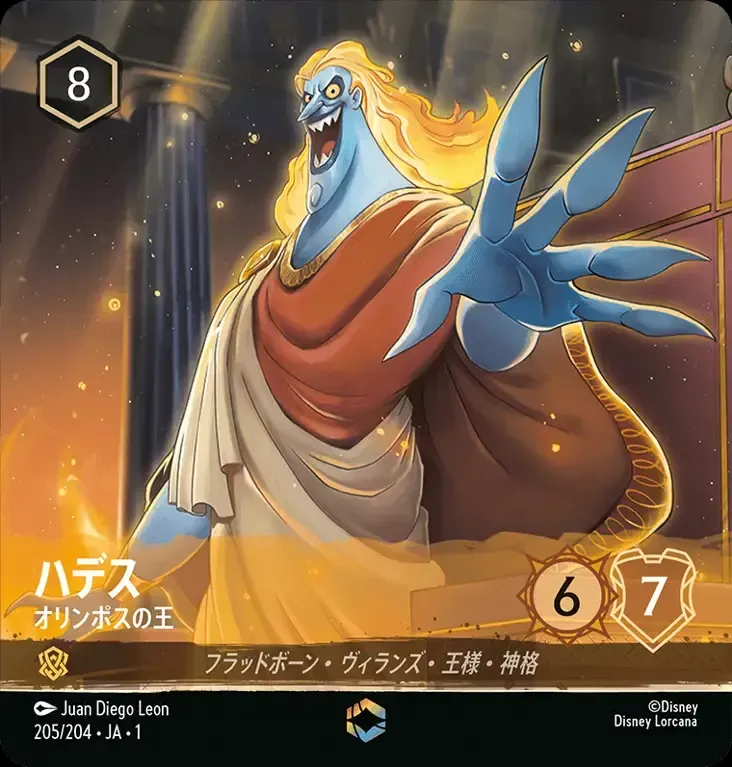 8
ハデス
オリンポスの王
6
7
フラッドボーン・ヴィランズ・王様・神格
Juan Diego Leon
205/204 • JA • 1
©Disney
Disney Lorcana